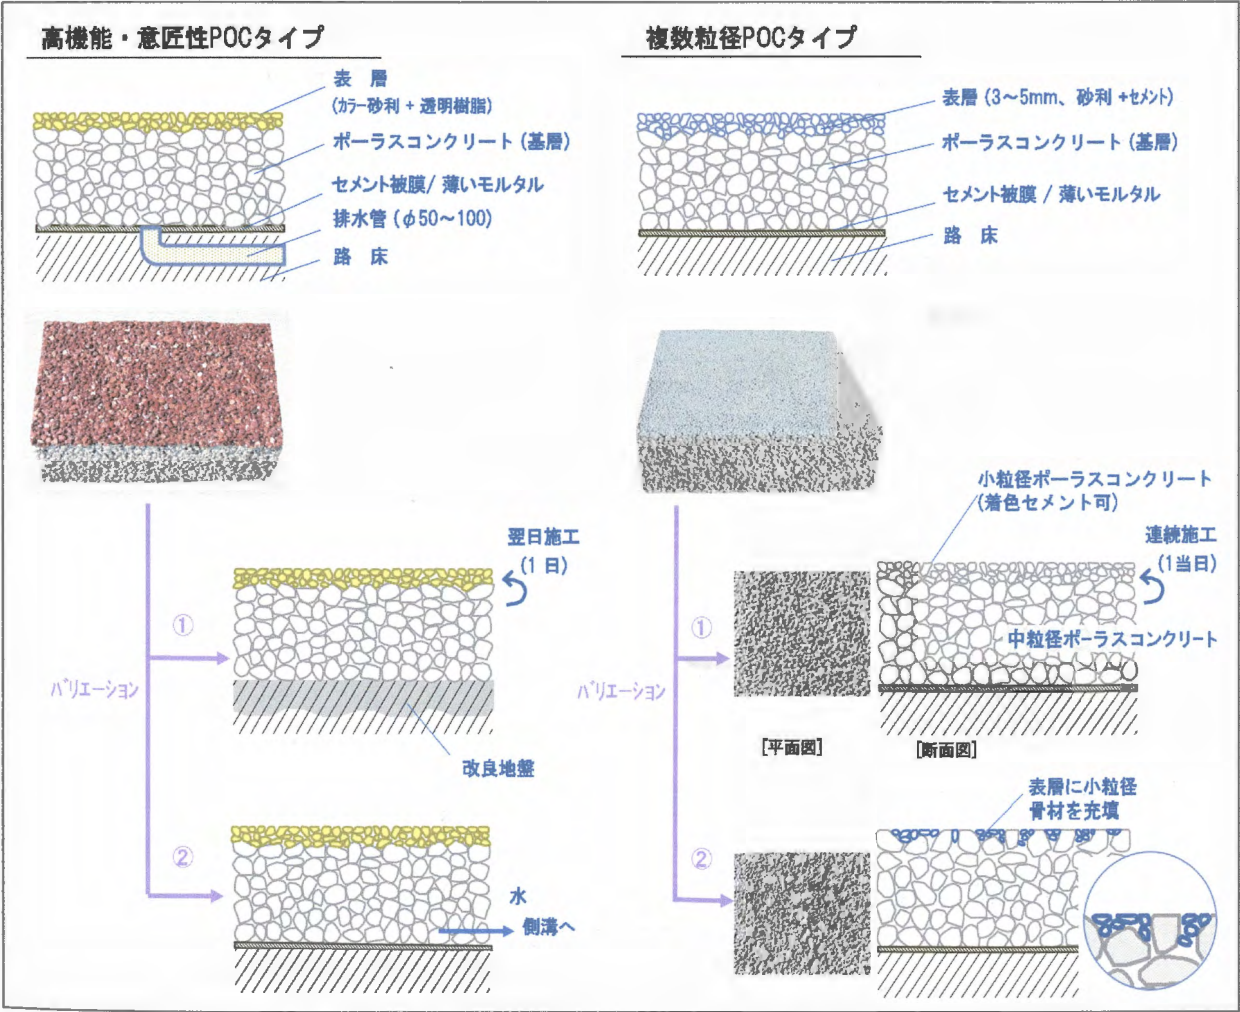 高機能・意匠性POCタイプ
表　層
(カラー砂利 + 透明樹脂)
ポーラスコンクリート (基層)
セメント被膜 / 薄いモルタル
排水管 (φ50～100)
路　床
翌日施工
(1 日)
①
バリエーション
改良地盤
②
水
側溝へ
複数粒径POCタイプ
表層 (3～5mm、砂利 +セメント)
ポーラスコンクリート (基層)
セメント被膜 / 薄いモルタル
路　床
小粒径ポーラスコンクリート
(着色セメント可)
連続施工
(1当日)
①
中粒径ポーラスコンクリート
バリエーション
[平面図]
[断面図]
表層に小粒径
骨材を充填
②